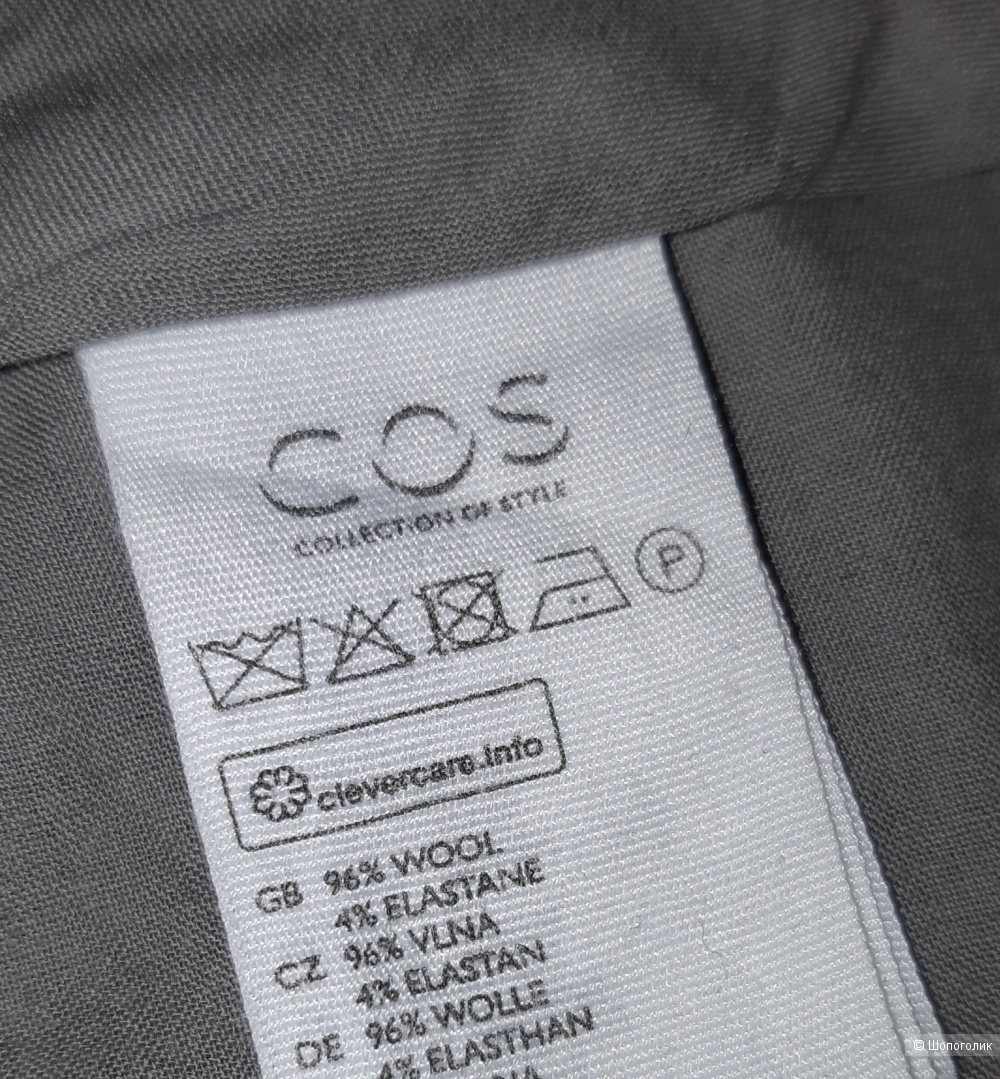 COS
COLLECTION OF STYLE
P
clevercare.info
GB 96% WOOL
4% ELASTANE
CZ 96% VLNA
4% ELASTAN
DE 96% WOLLE
4% ELASTHAN
© Шопоголик